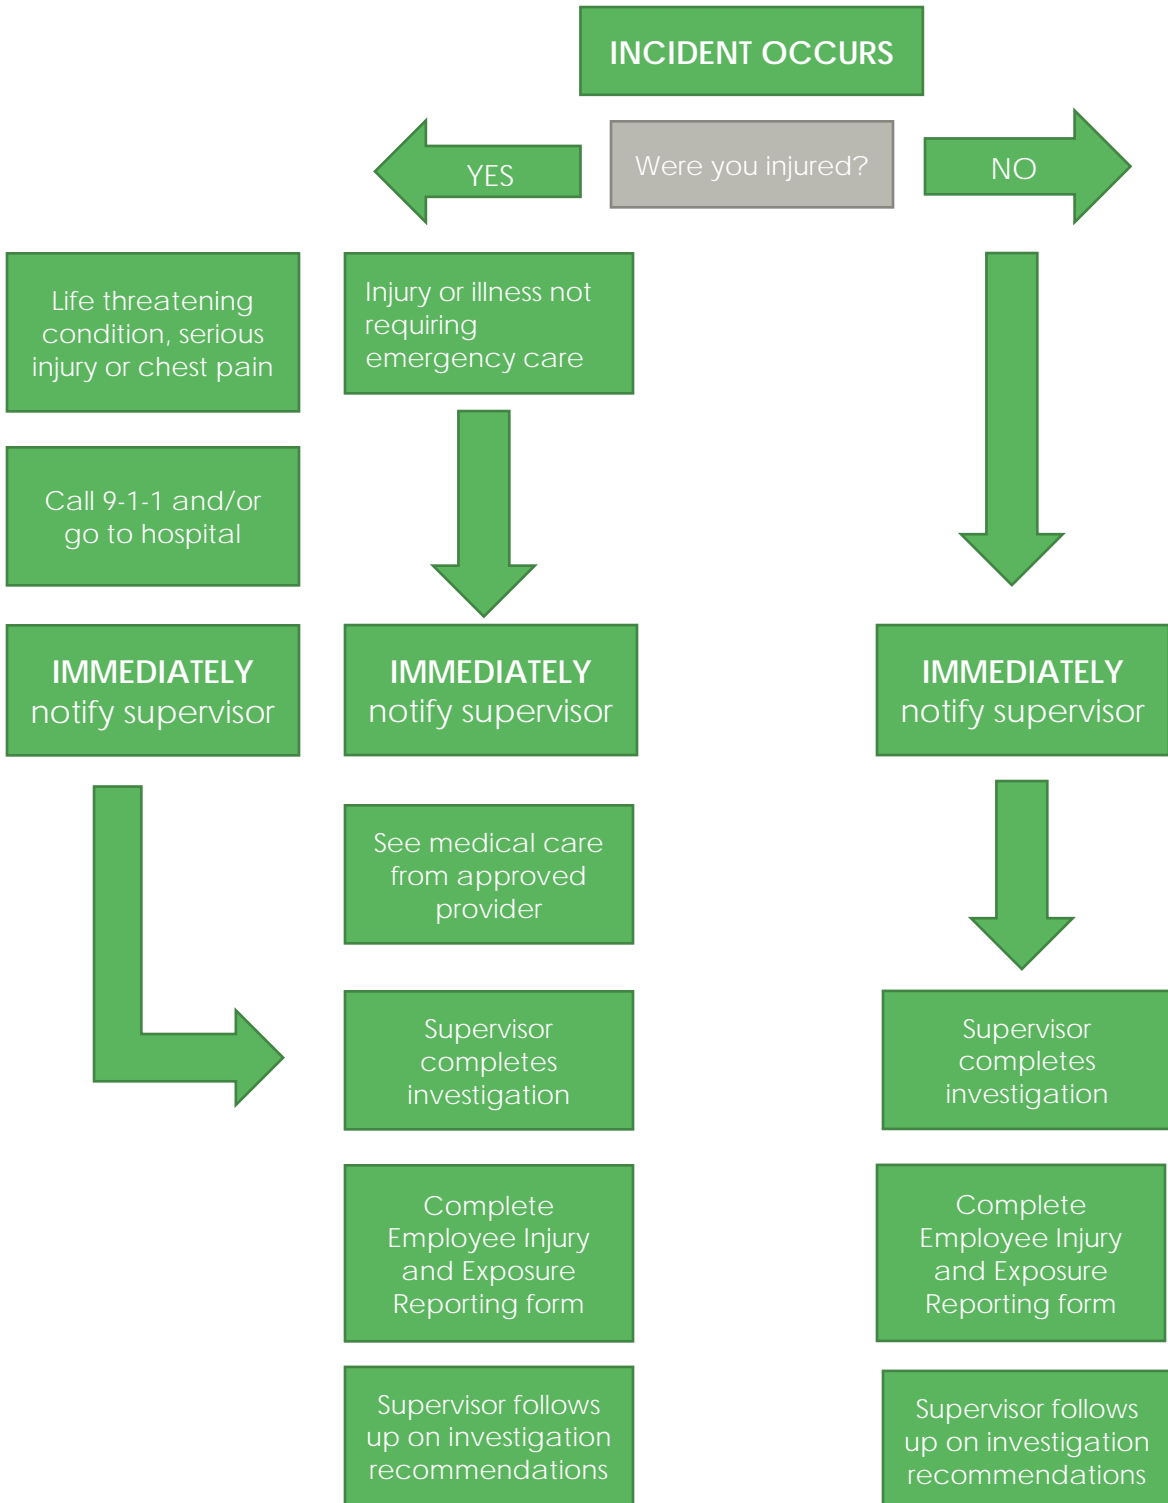 INCIDENT OCCURS
YES
Were you injured?
NO
Life threatening
condition, serious
injury or chest pain
Injury or illness not
requiring
emergency care
Call 9-1-1 and/or
go to hospital
IMMEDIATELY
notify supervisor
IMMEDIATELY
notify supervisor
IMMEDIATELY
notify supervisor
See medical care
from approved
provider
Supervisor
completes
investigation
Supervisor
completes
investigation
Complete
Employee Injury
and Exposure
Reporting form
Complete
Employee Injury
and Exposure
Reporting form
Supervisor follows
up on investigation
recommendations
Supervisor follows
up on investigation
recommendations